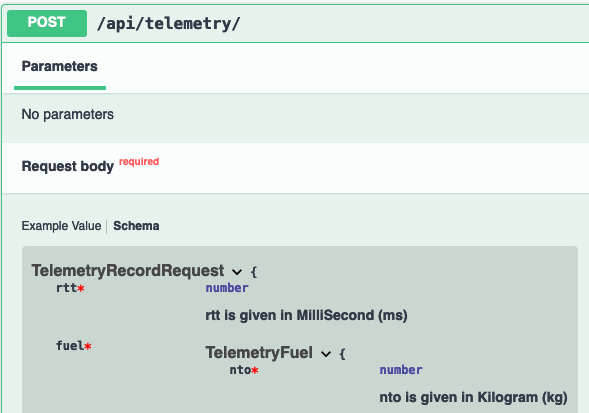 POST /api/telemetry/
Parameters
No parameters
Request body required
Example Value Schema
TelemetryRecordRequest {
rtt* number
rtt is given in MilliSecond (ms)
fuel* TelemetryFuel {
nto* number
nto is given in Kilogram (kg)